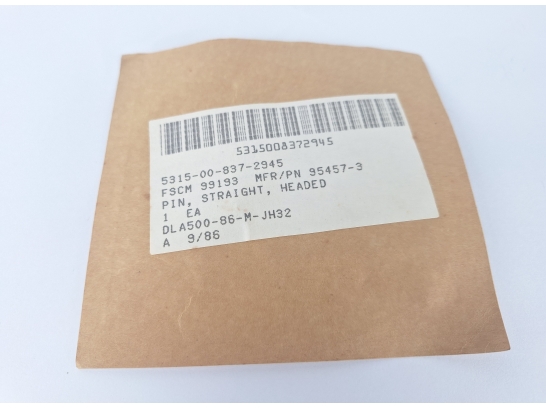 5315008372945
5315-00-837-2945
FSCM 99193 MFR/PN 95457-3
PIN, STRAIGHT, HEADED
1 EA
DLA500-86-M-JH32
A 9/86